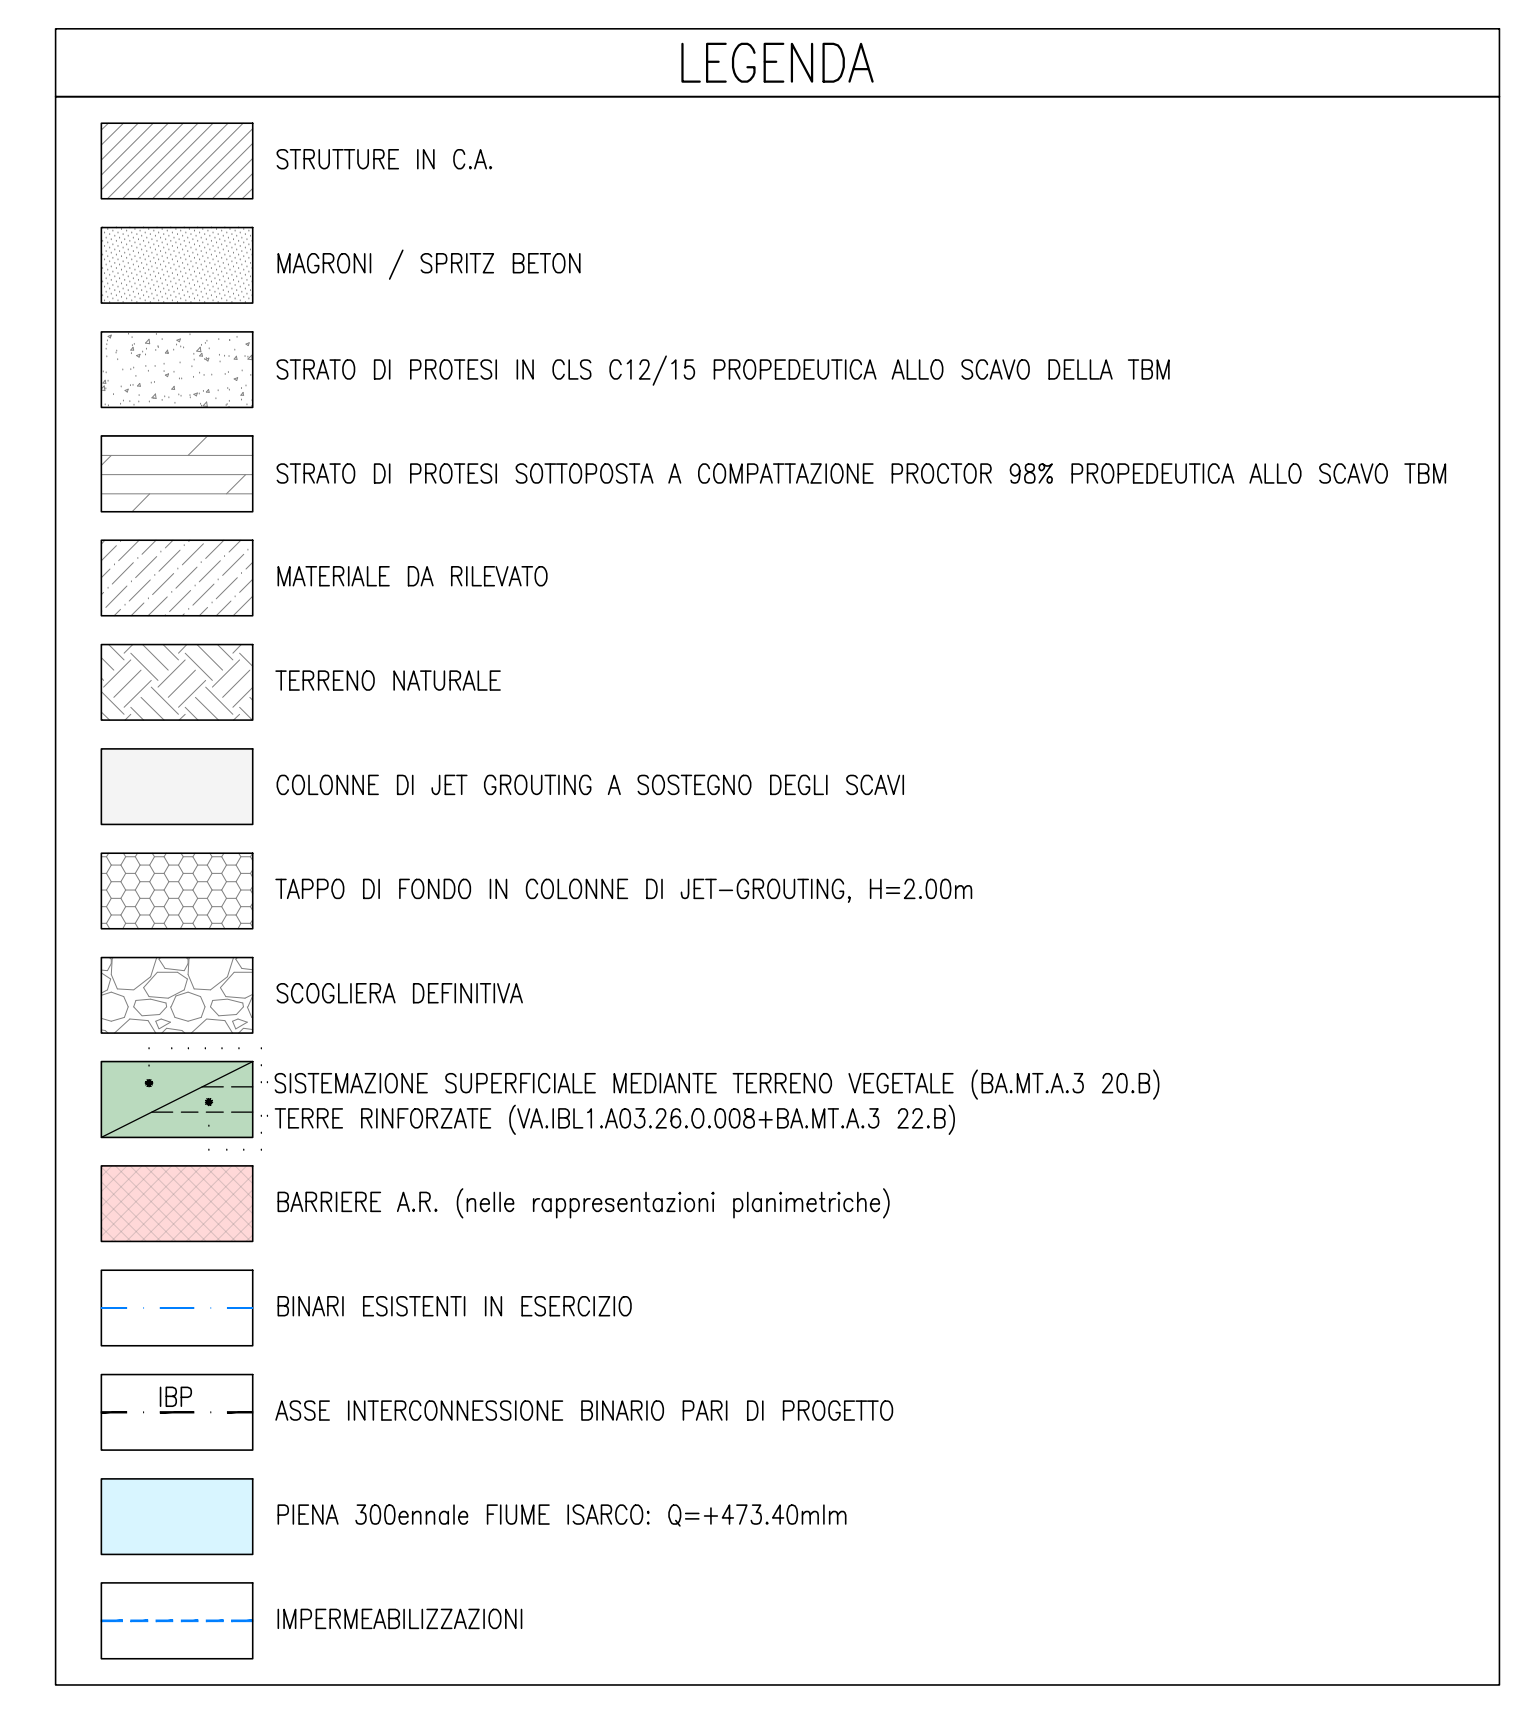 LEGENDA
STRUTTURE IN C.A.
MAGRONI / SPRITZ BETON
STRATO DI PROTESI IN CLS C12/15 PROPEDEUTICA ALLO SCAVO DELLA TBM
STRATO DI PROTESI SOTTOPOSTA A COMPATTAZIONE PROCTOR 98% PROPEDEUTICA ALLO SCAVO TBM
MATERIALE DA RILEVATO
TERRENO NATURALE
COLONNE DI JET GROUTING A SOSTEGNO DEGLI SCAVI
TAPPO DI FONDO IN COLONNE DI JET-GROUTING, H=2.00m
SCOGLIERA DEFINITIVA
SISTEMAZIONE SUPERFICIALE MEDIANTE TERRENO VEGETALE (BA.MT.A.3 20.B)
TERRE RINFORZATE (VA.IBL1.A03.26.O.008+BA.MT.A.3 22.B)
BARRIERE A.R. (nelle rappresentazioni planimetriche)
BINARI ESISTENTI IN ESERCIZIO
IBP ASSE INTERCONNESSIONE BINARIO PARI DI PROGETTO
PIENA 300ennale FIUME ISARCO: Q=+473.40mlm
IMPERMEABILIZZAZIONI